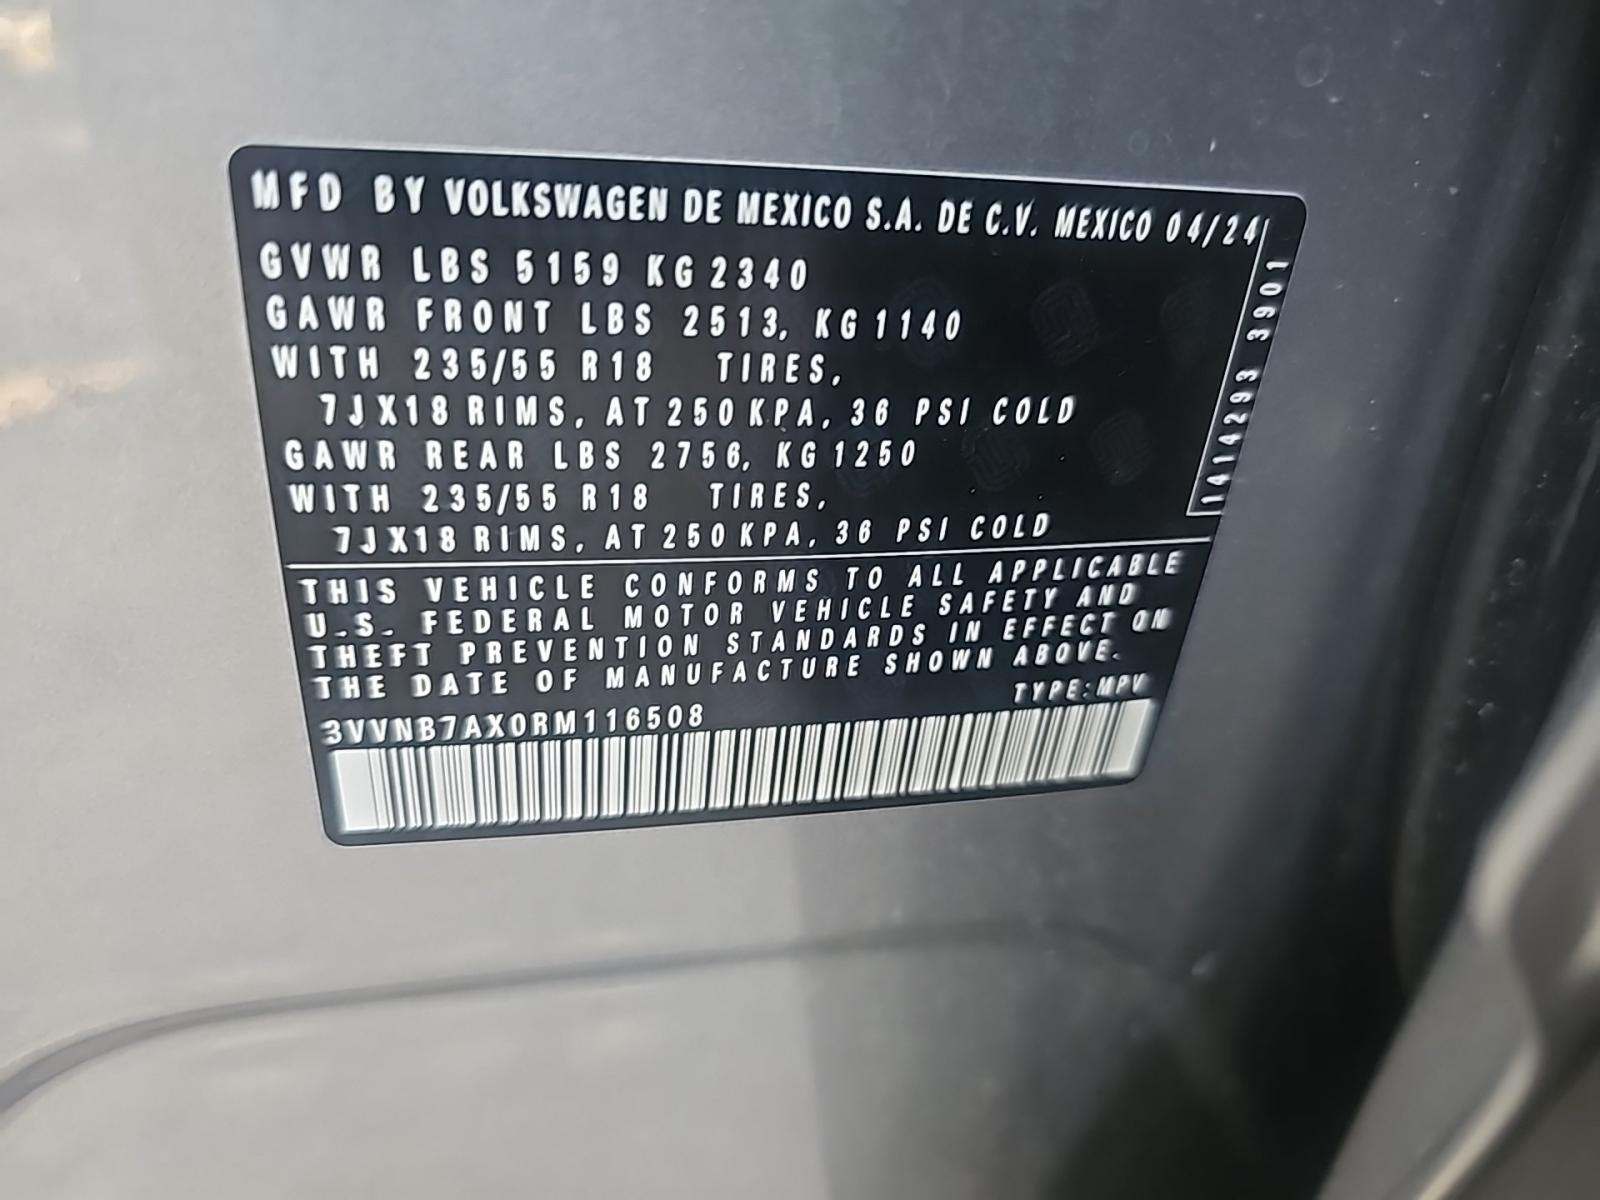 MFD BY VOLKSWAGEN DE MEXICO S.A. DE C.V. MEXICO 04/24
GVWR LBS 5159 KG 2340
GAWR FRONT LBS 2513, KG 1140
WITH 235/55 R18 TIRES,
7JX18 RIMS, AT 250 KPA, 36 PSI COLD
GAWR REAR LBS 2756, KG 1250
WITH 235/55 R18 TIRES,
7JX18 RIMS, AT 250 KPA, 36 PSI COLD
1414293 3901
THIS VEHICLE CONFORMS TO ALL APPLICABLE
U.S. FEDERAL MOTOR VEHICLE SAFETY AND
THEFT PREVENTION STANDARDS IN EFFECT ON
THE DATE OF MANUFACTURE SHOWN ABOVE.
TYPE: MPV
3VVNB7AX0RM116508